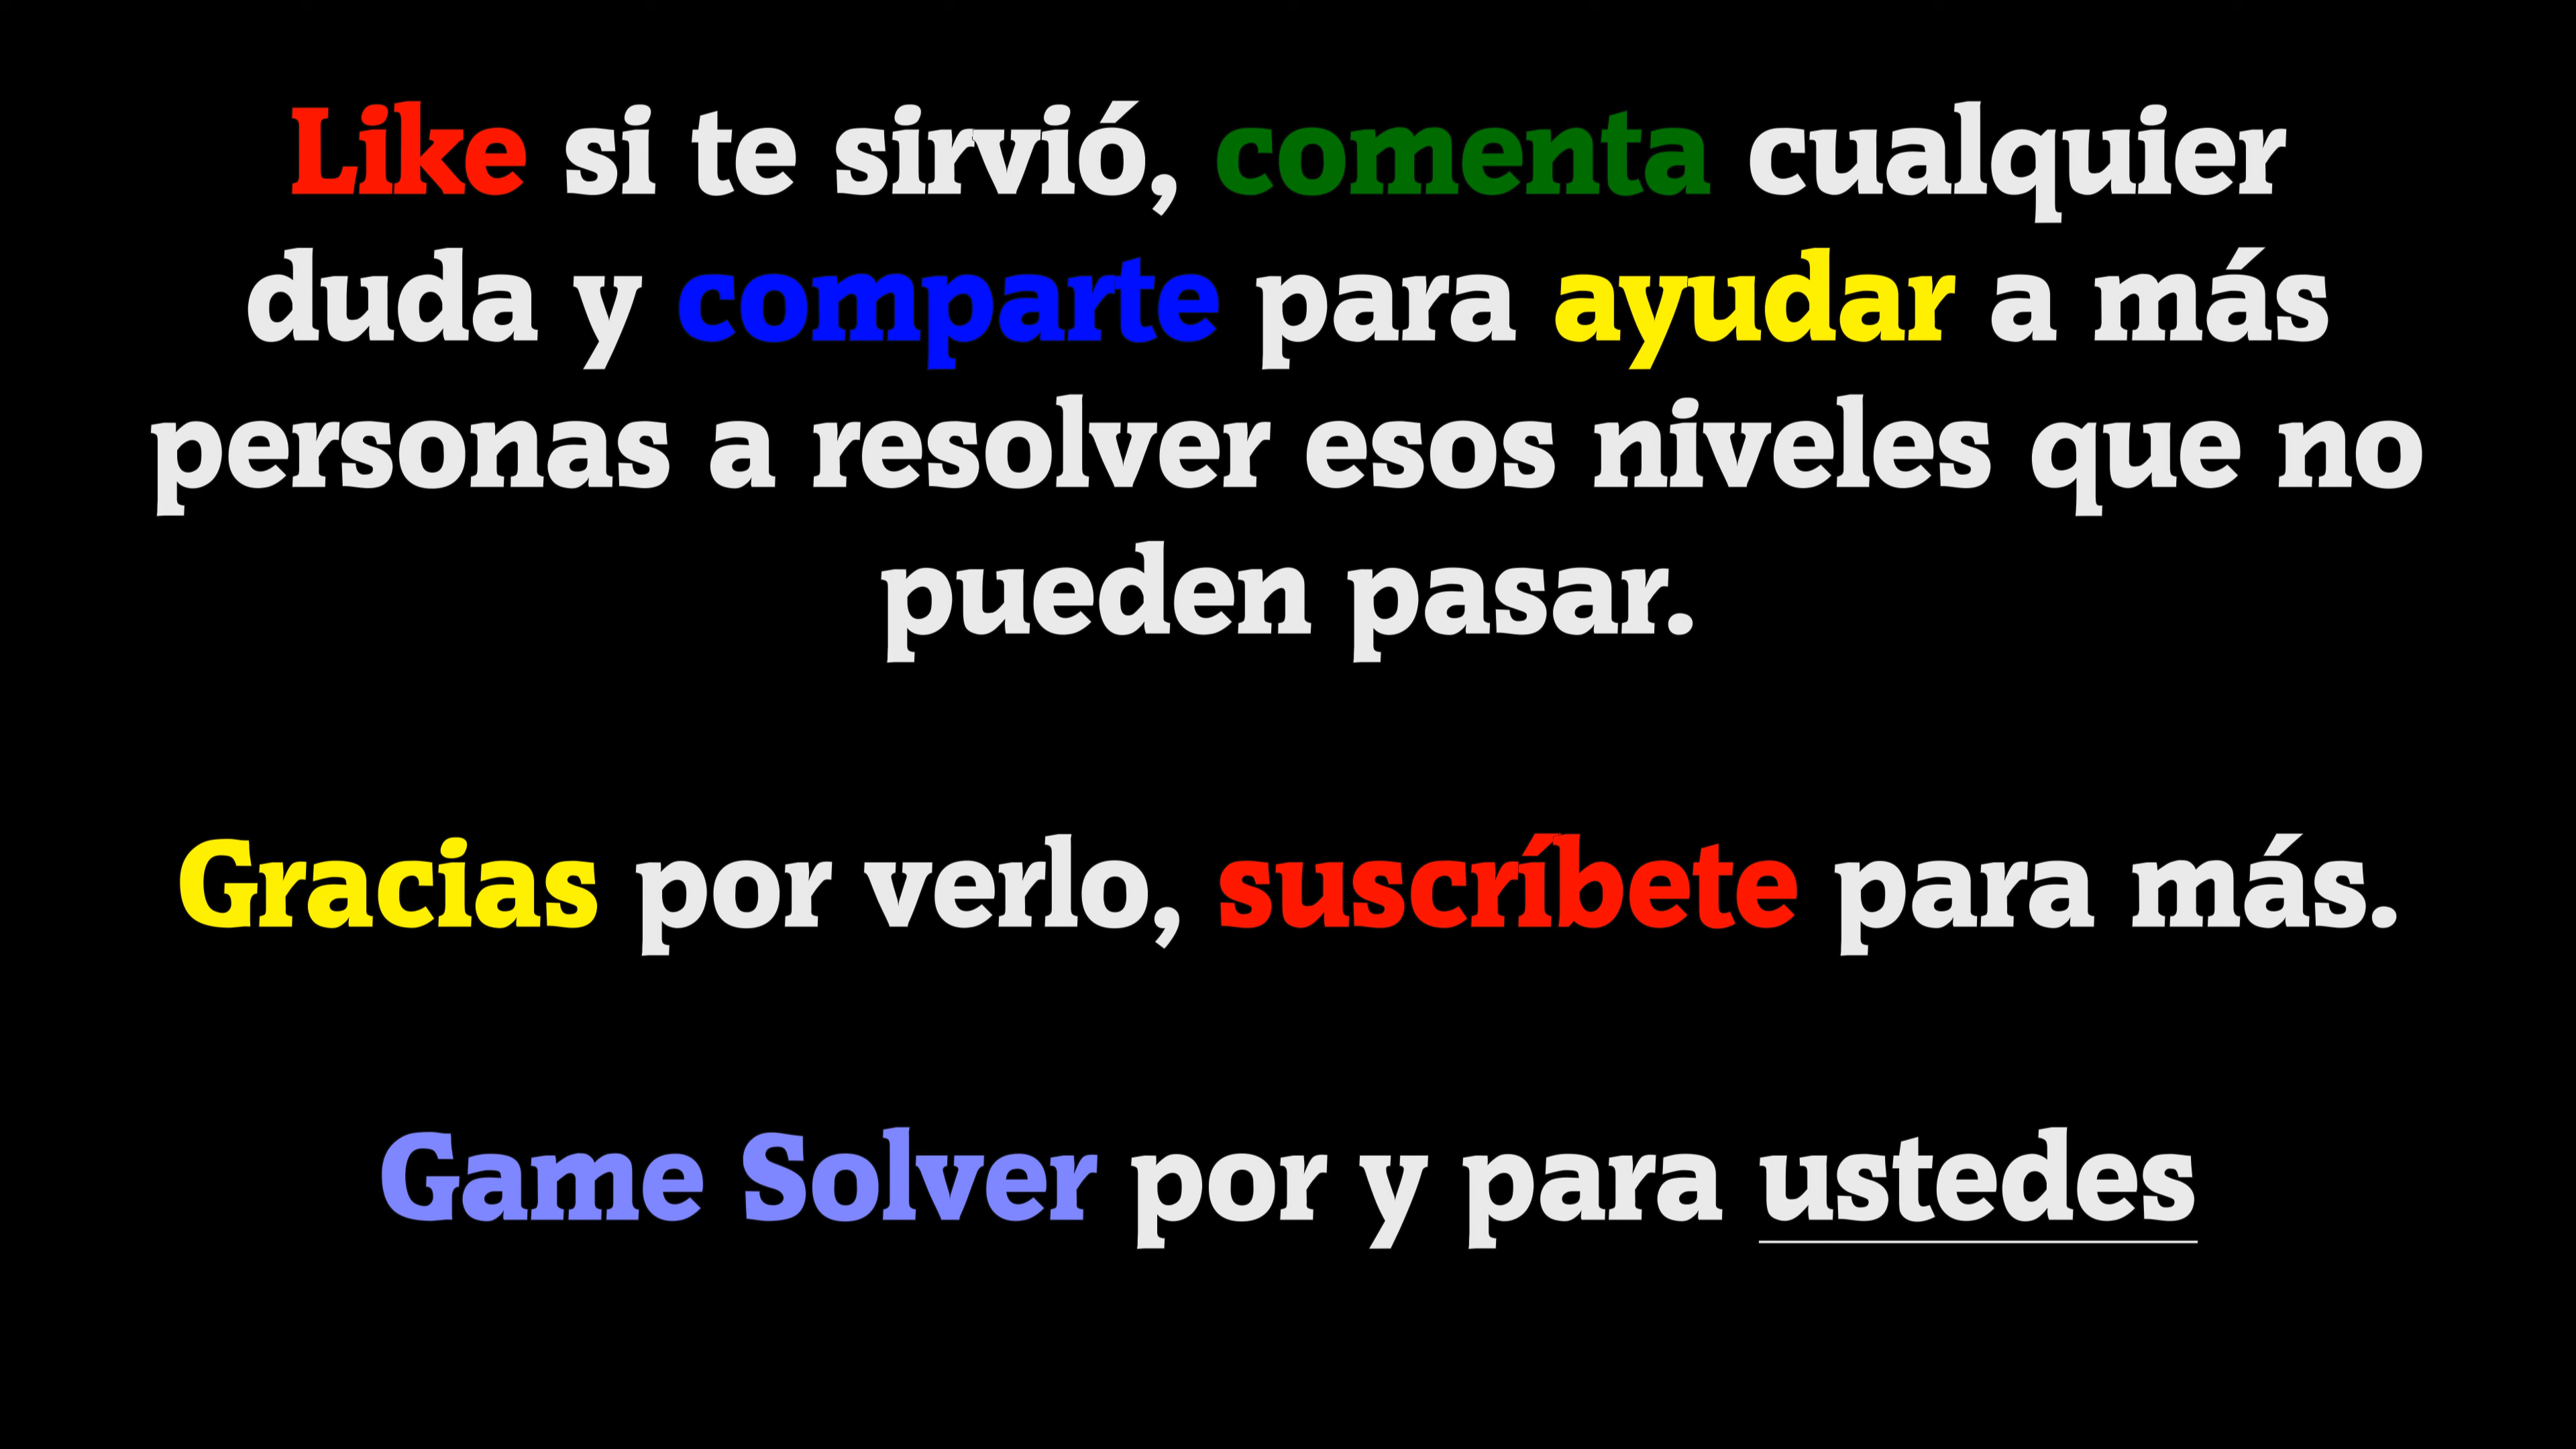 Like si te sirvió, comenta cualquier
duda y comparte para ayudar a más
personas a resolver esos niveles que no
pueden pasar.
Gracias por verlo, suscríbete para más.
Game Solver por y para ustedes